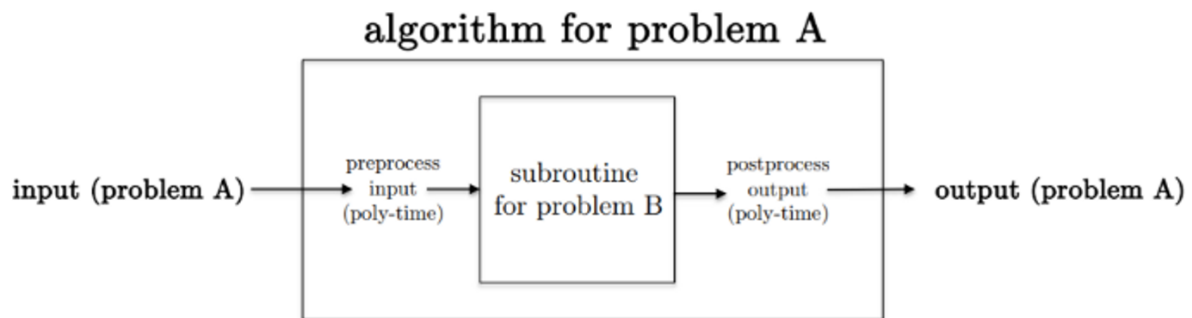 algorithm for problem A
input (problem A)
preprocess
input
(poly-time)
subroutine
for problem B
postprocess
output
(poly-time)
output (problem A)